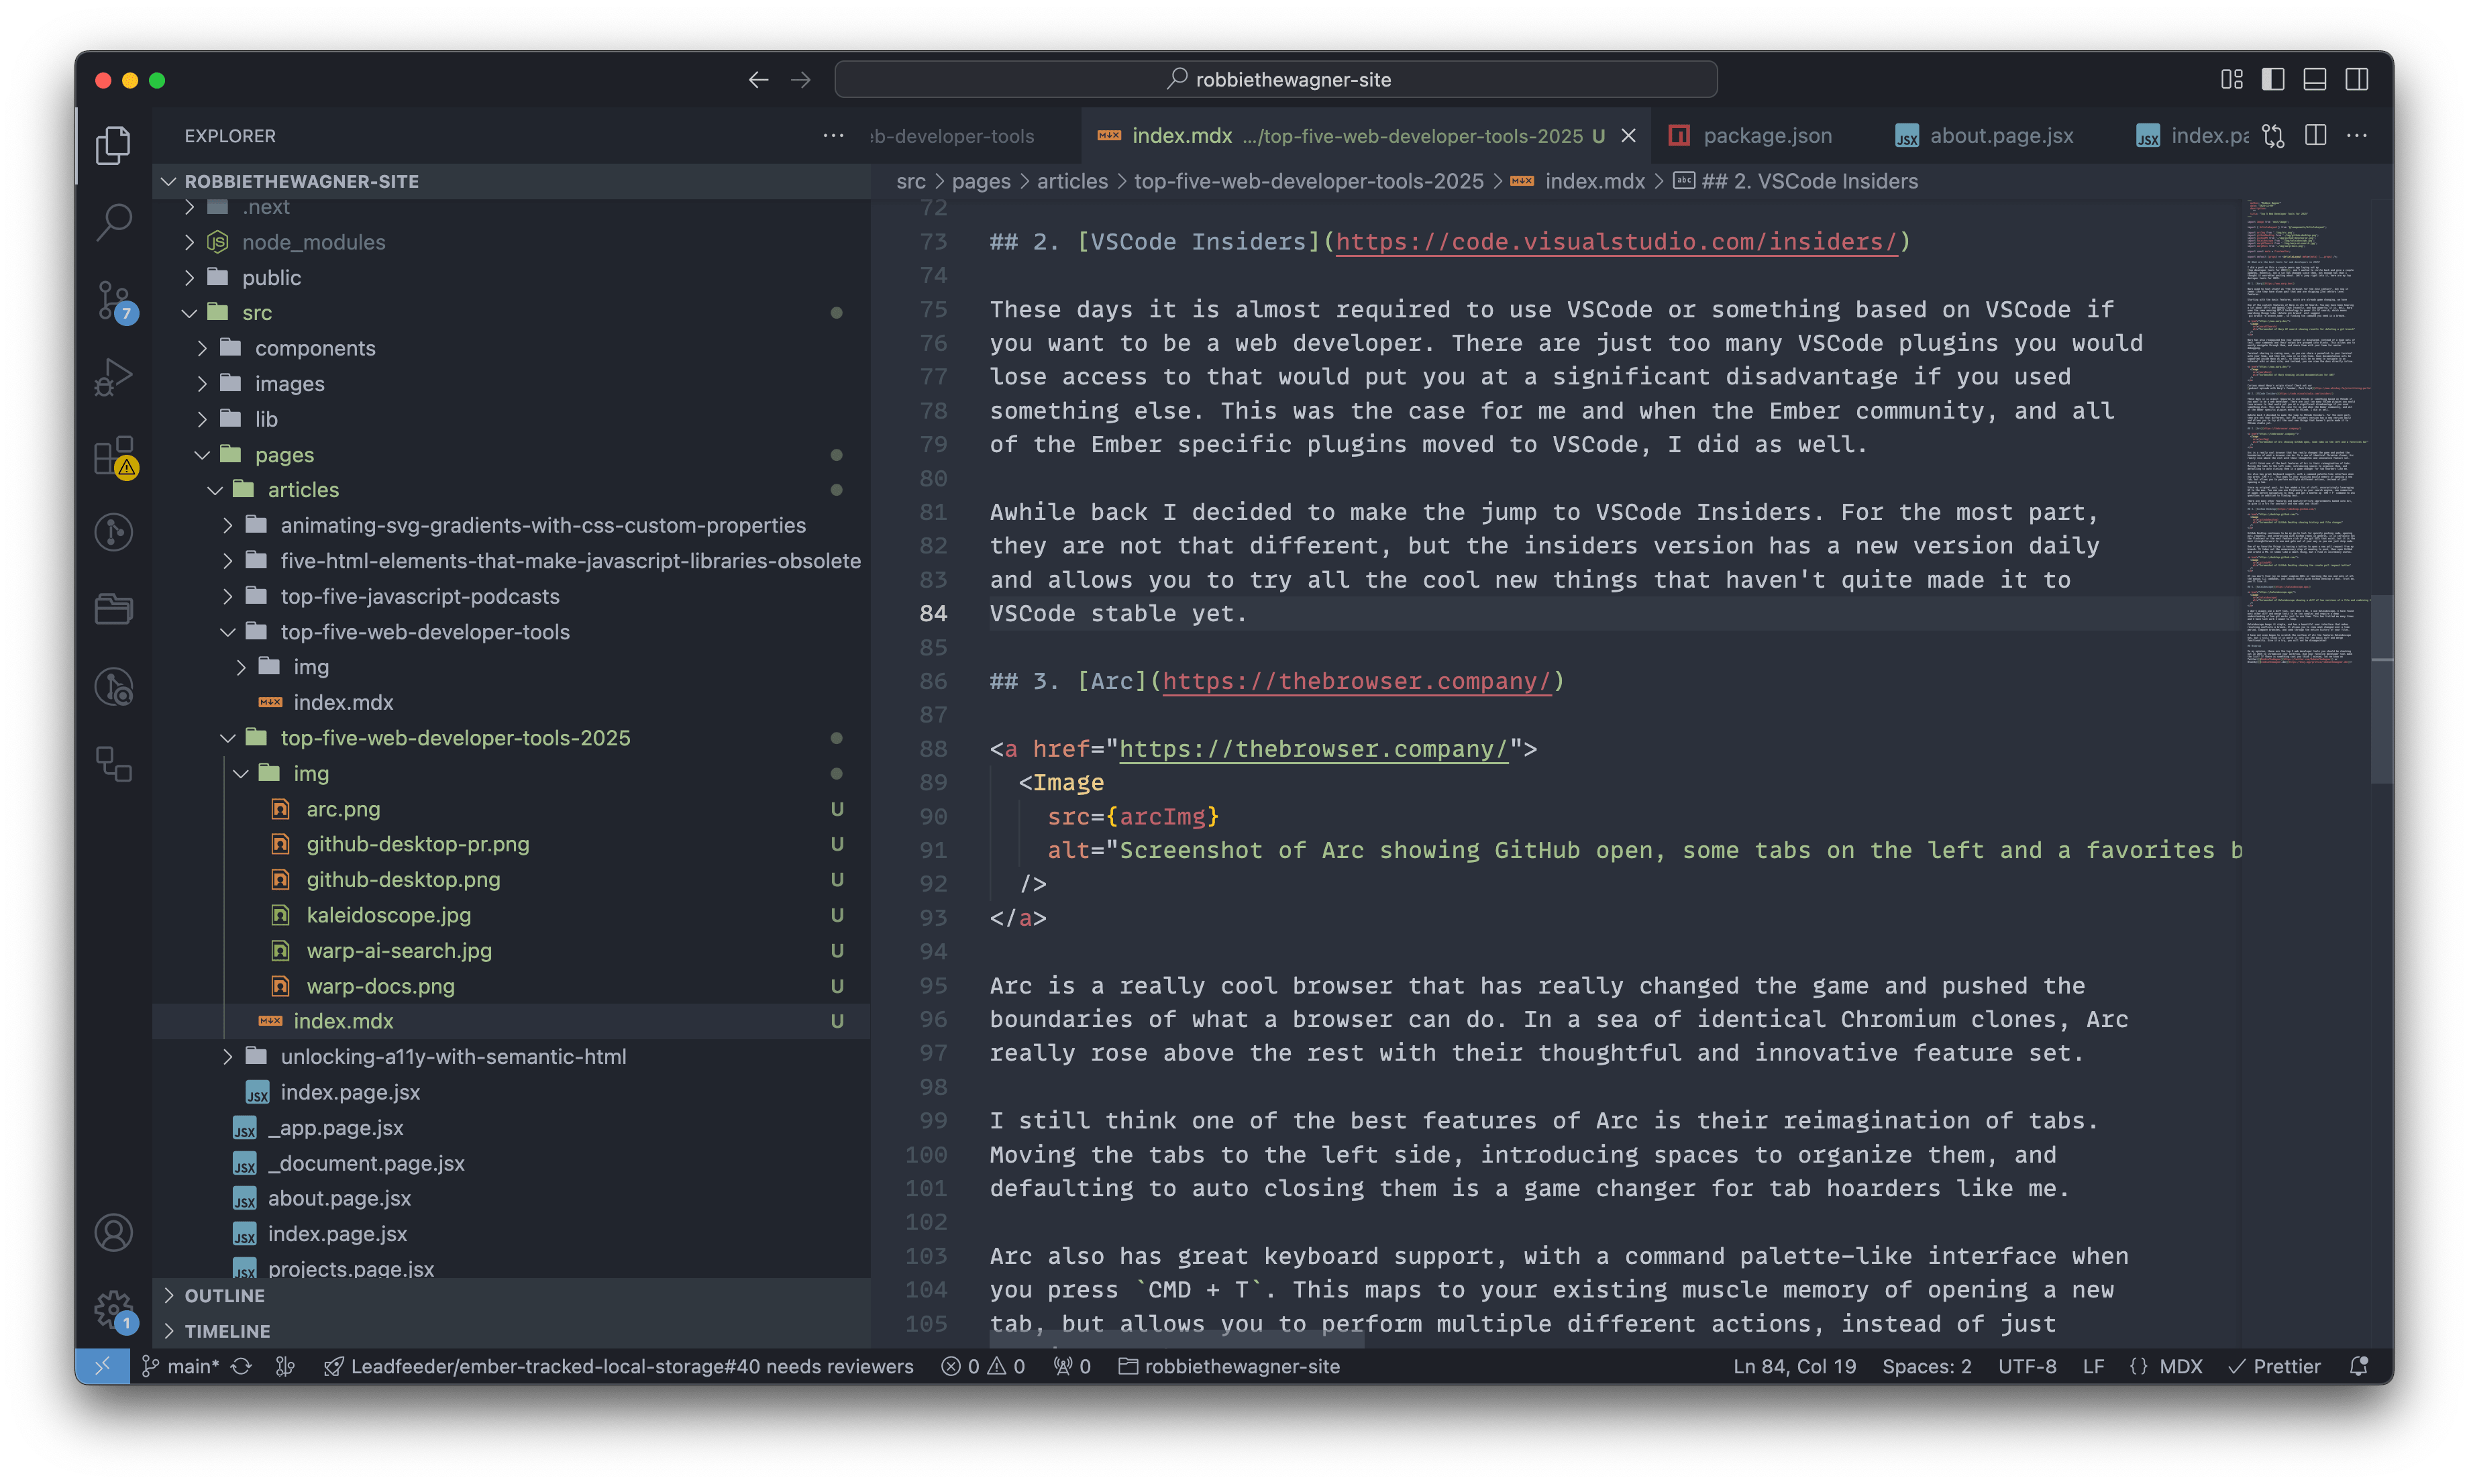 robbiethewagner-site
EXPLORER
eb-developer-tools
index.mdx .../top-five-web-developer-tools-2025 U
package.json
about.page.jsx
index.pa
ROBBIETHEWAGNER-SITE
src > pages > articles > top-five-web-developer-tools-2025 > index.mdx > ## 2. VSCode Insiders
.next
node_modules
public
src
components
images
lib
pages
articles
animating-svg-gradients-with-css-custom-properties
five-html-elements-that-make-javascript-libraries-obsolete
top-five-javascript-podcasts
top-five-web-developer-tools
img
index.mdx
top-five-web-developer-tools-2025
img
arc.png U
github-desktop-pr.png U
github-desktop.png U
kaleidoscope.jpg U
warp-ai-search.jpg U
warp-docs.png U
index.mdx U
unlocking-a11y-with-semantic-html
index.page.jsx
_app.page.jsx
_document.page.jsx
about.page.jsx
index.page.jsx
projects.page.jsx
OUTLINE
TIMELINE
7
1
72
73 ## 2. [VSCode Insiders](https://code.visualstudio.com/insiders/)
74
75 These days it is almost required to use VSCode or something based on VSCode if
76 you want to be a web developer. There are just too many VSCode plugins you would
77 lose access to that would put you at a significant disadvantage if you used
78 something else. This was the case for me and when the Ember community, and all
79 of the Ember specific plugins moved to VSCode, I did as well.
80
81 Awhile back I decided to make the jump to VSCode Insiders. For the most part,
82 they are not that different, but the insiders version has a new version daily
83 and allows you to try all the cool new things that haven't quite made it to
84 VSCode stable yet.
85
86 ## 3. [Arc](https://thebrowser.company/)
87
88 <a href="https://thebrowser.company/">
89 <Image
90 src={arcImg}
91 alt="Screenshot of Arc showing GitHub open, some tabs on the left and a favorites b
92 />
93 </a>
94
95 Arc is a really cool browser that has really changed the game and pushed the
96 boundaries of what a browser can do. In a sea of identical Chromium clones, Arc
97 really rose above the rest with their thoughtful and innovative feature set.
98
99 I still think one of the best features of Arc is their reimagination of tabs.
100 Moving the tabs to the left side, introducing spaces to organize them, and
101 defaulting to auto closing them is a game changer for tab hoarders like me.
102
103 Arc also has great keyboard support, with a command palette-like interface when
104 you press `CMD + T`. This maps to your existing muscle memory of opening a new
105 tab, but allows you to perform multiple different actions, instead of just
main* Leadfeeder/ember-tracked-local-storage#40 needs reviewers 0 0 0 robbiethewagner-site Ln 84, Col 19 Spaces: 2 UTF-8 LF {} MDX Prettier